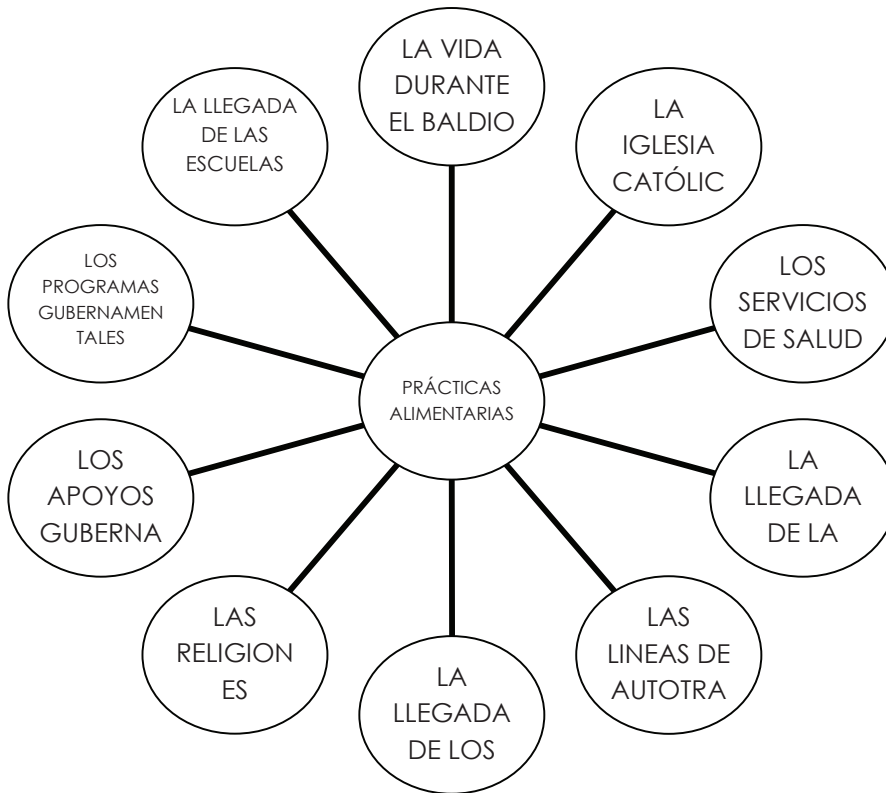 LA VIDA
DURANTE
EL BALDIO
LA
IGLESIA
CATÓLIC
LOS
SERVICIOS
DE SALUD
LA
LLEGADA
DE LA
LAS
LINEAS DE
AUTOTRA
LA
LLEGADA
DE LOS
LAS
RELIGION
ES
LOS
APOYOS
GUBERNA
LOS
PROGRAMAS
GUBERNAMEN
TALES
LA LLEGADA
DE LAS
ESCUELAS
PRÁCTICAS
ALIMENTARIAS